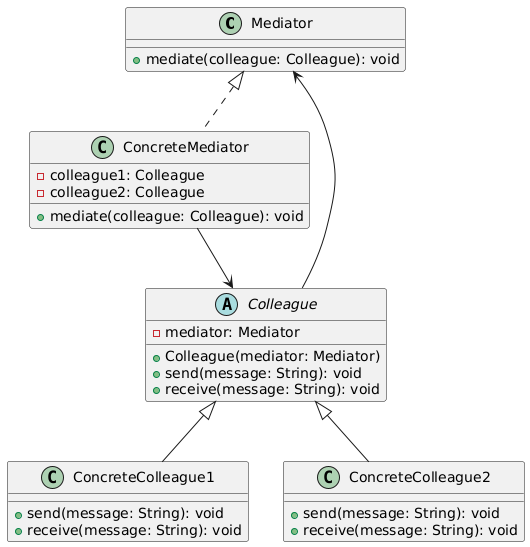 C Mediator
mediate(colleague: Colleague): void
C ConcreteMediator
colleague1: Colleague
colleague2: Colleague
mediate(colleague: Colleague): void
A Colleague
mediator: Mediator
Colleague(mediator: Mediator)
send(message: String): void
receive(message: String): void
C ConcreteColleague1
send(message: String): void
receive(message: String): void
C ConcreteColleague2
send(message: String): void
receive(message: String): void